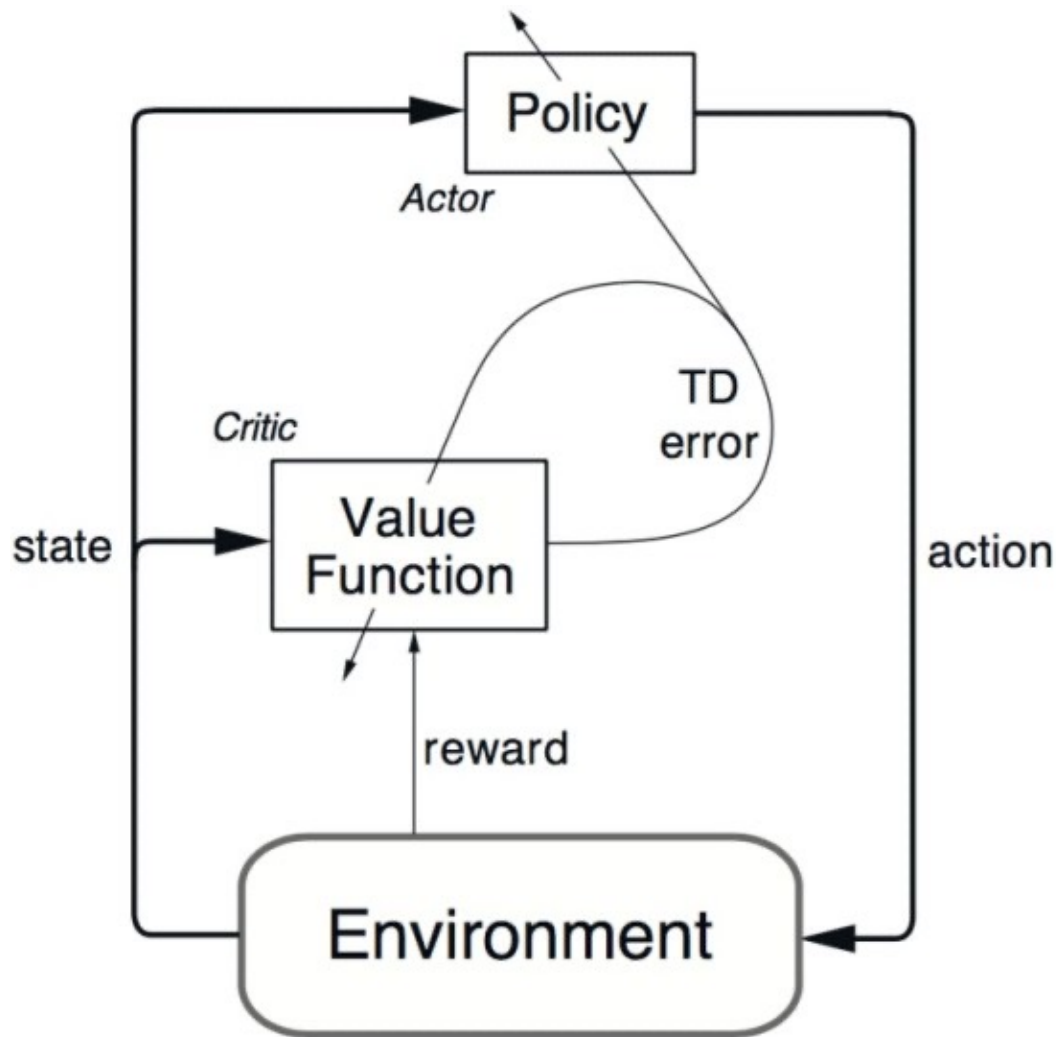 Policy
Actor
TD
error
Critic
Value
Function
state
action
reward
Environment